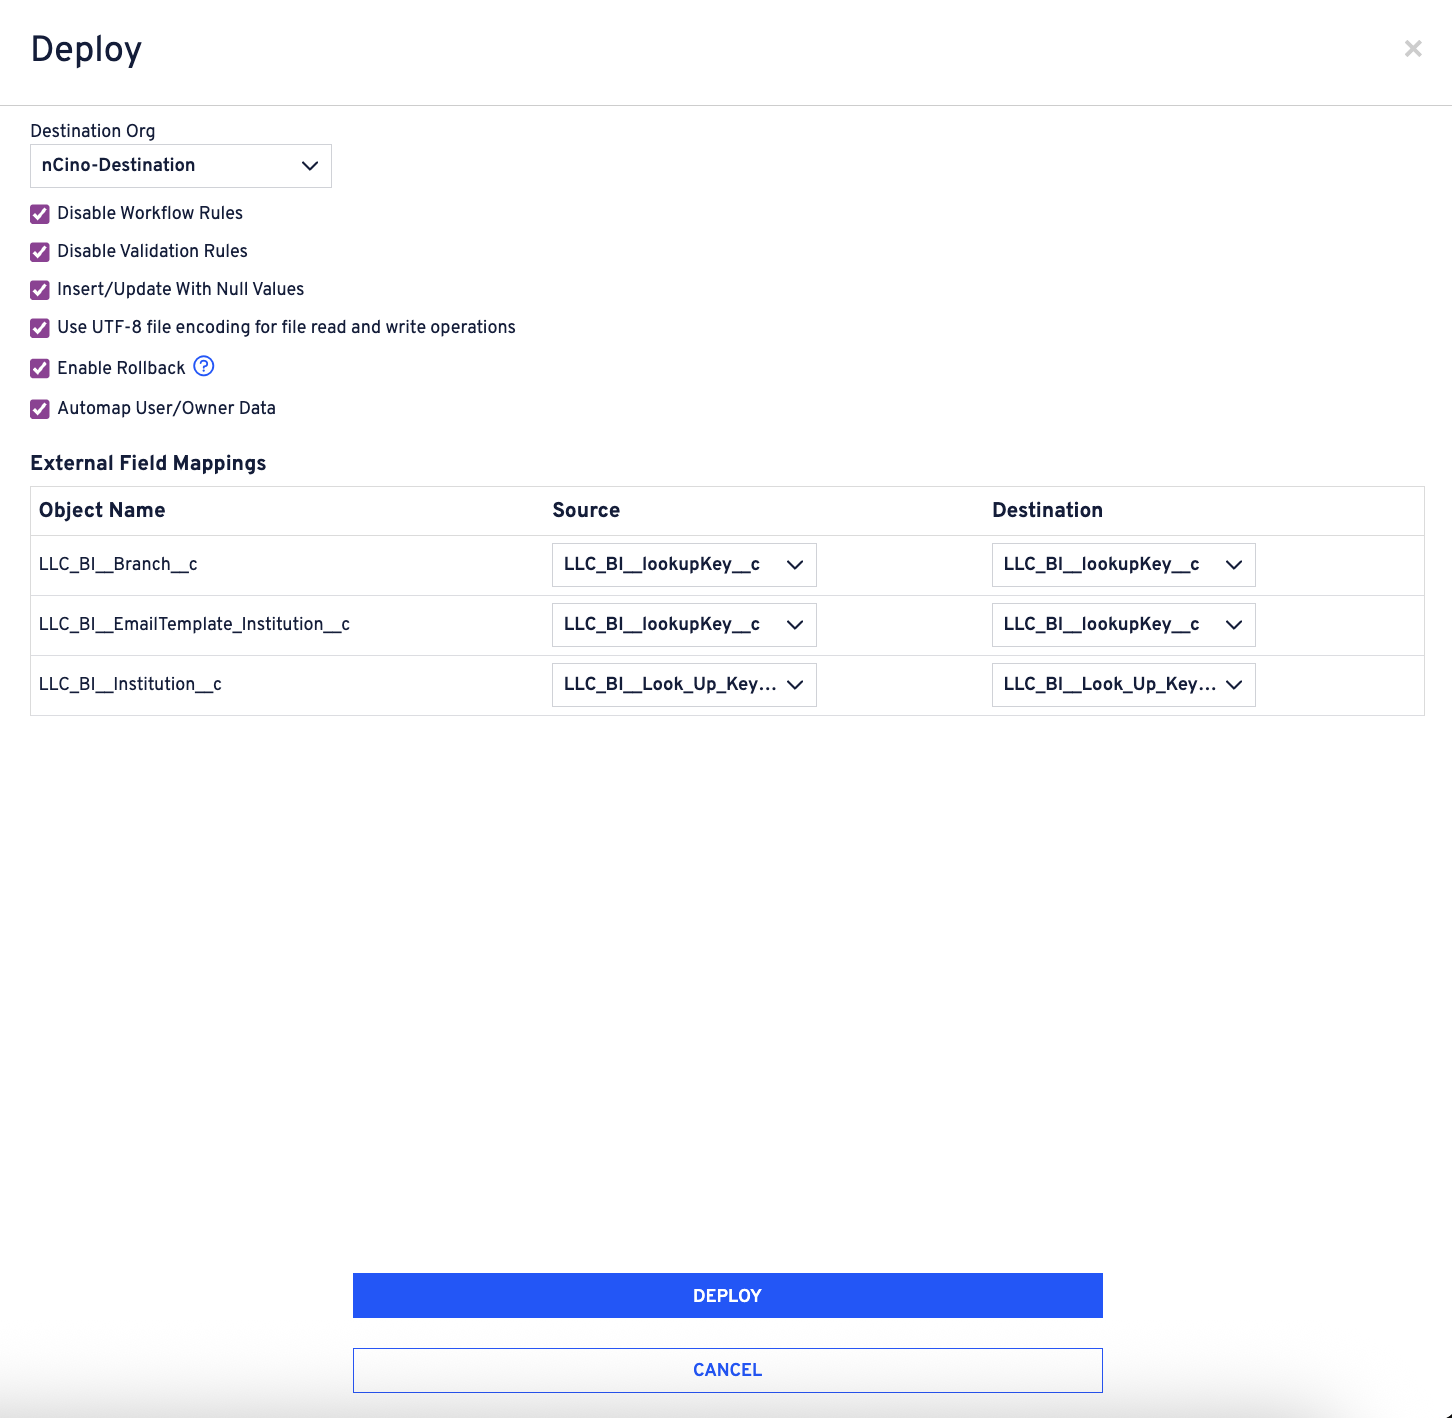 Deploy
Destination Org
nCino-Destination
Disable Workflow Rules
Disable Validation Rules
Insert/Update With Null Values
Use UTF-8 file encoding for file read and write operations
Enable Rollback ?
Automap User/Owner Data
External Field Mappings
Object Name Source Destination
LLC_BI__Branch__c LLC_BI__lookupKey__c LLC_BI__lookupKey__c
LLC_BI__EmailTemplate_Institution__c LLC_BI__lookupKey__c LLC_BI__lookupKey__c
LLC_BI__Institution__c LLC_BI__Look_Up_Key... LLC_BI__Look_Up_Key...
DEPLOY
CANCEL